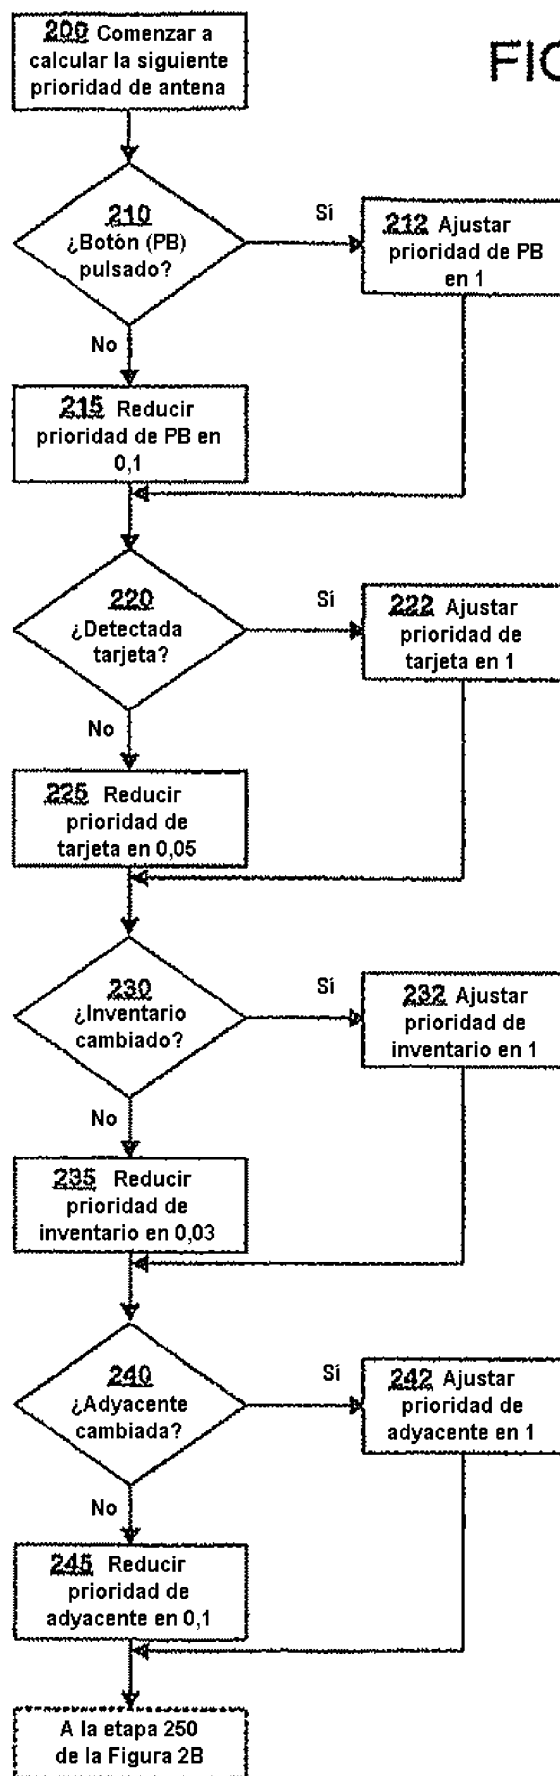 200 Comenzar a
calcular la siguiente
prioridad de antena
FIG
210
¿Botón (PB)
pulsado?
Sí
212 Ajustar
prioridad de PB
en 1
No
215 Reducir
prioridad de PB en
0,1
220
¿Detectada
tarjeta?
Sí
222 Ajustar
prioridad de
tarjeta en 1
No
225 Reducir
prioridad de
tarjeta en 0,05
230
¿Inventario
cambiado?
Sí
232 Ajustar
prioridad de
inventario en 1
No
235 Reducir
prioridad de
inventario en 0,03
240
¿Adyacente
cambiada?
Sí
242 Ajustar
prioridad de
adyacente en 1
No
245 Reducir
prioridad de
adyacente en 0,1
A la etapa 250
de la Figura 2B